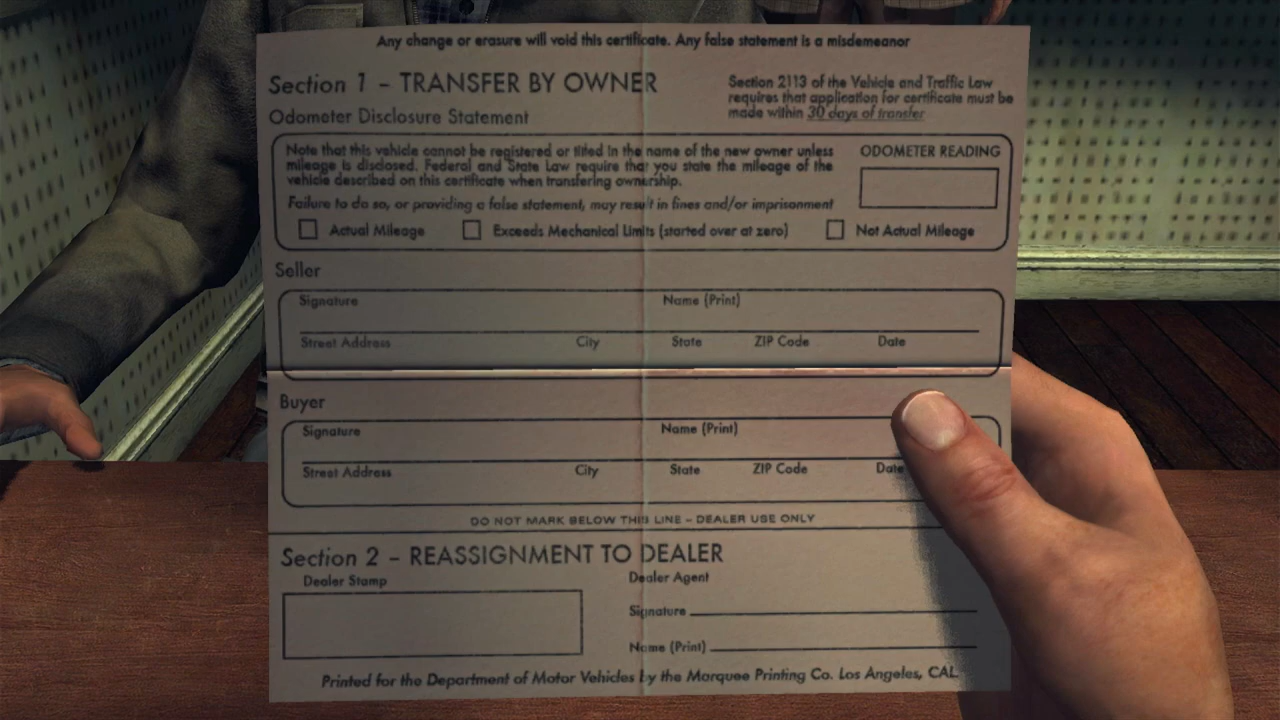 Any change or erasure will void this certificate. Any false statement is a misdemeanor
Section 1 – TRANSFER BY OWNER
Section 2113 of the Vehicle and Traffic Law
requires that application for certificate must be
made within 30 days of transfer
Odometer Disclosure Statement
Note that this vehicle cannot be registered or titled in the name of the new owner unless
mileage is disclosed. Federal and State Law require that you state the mileage of the
vehicle described on this certificate when transfering ownership.
Failure to do so, or providing a false statement, may result in fines and/or imprisonment
ODOMETER READING
Actual Mileage Exceeds Mechanical Limits (started over at zero) Not Actual Mileage
Seller
Signature Name (Print)
Street Address City State ZIP Code Date
Buyer
Signature Name (Print)
Street Address City State ZIP Code Date
DO NOT MARK BELOW THIS LINE – DEALER USE ONLY
Section 2 – REASSIGNMENT TO DEALER
Dealer Stamp Dealer Agent
Signature
Name (Print)
Printed for the Department of Motor Vehicles by the Marquee Printing Co. Los Angeles, CAL